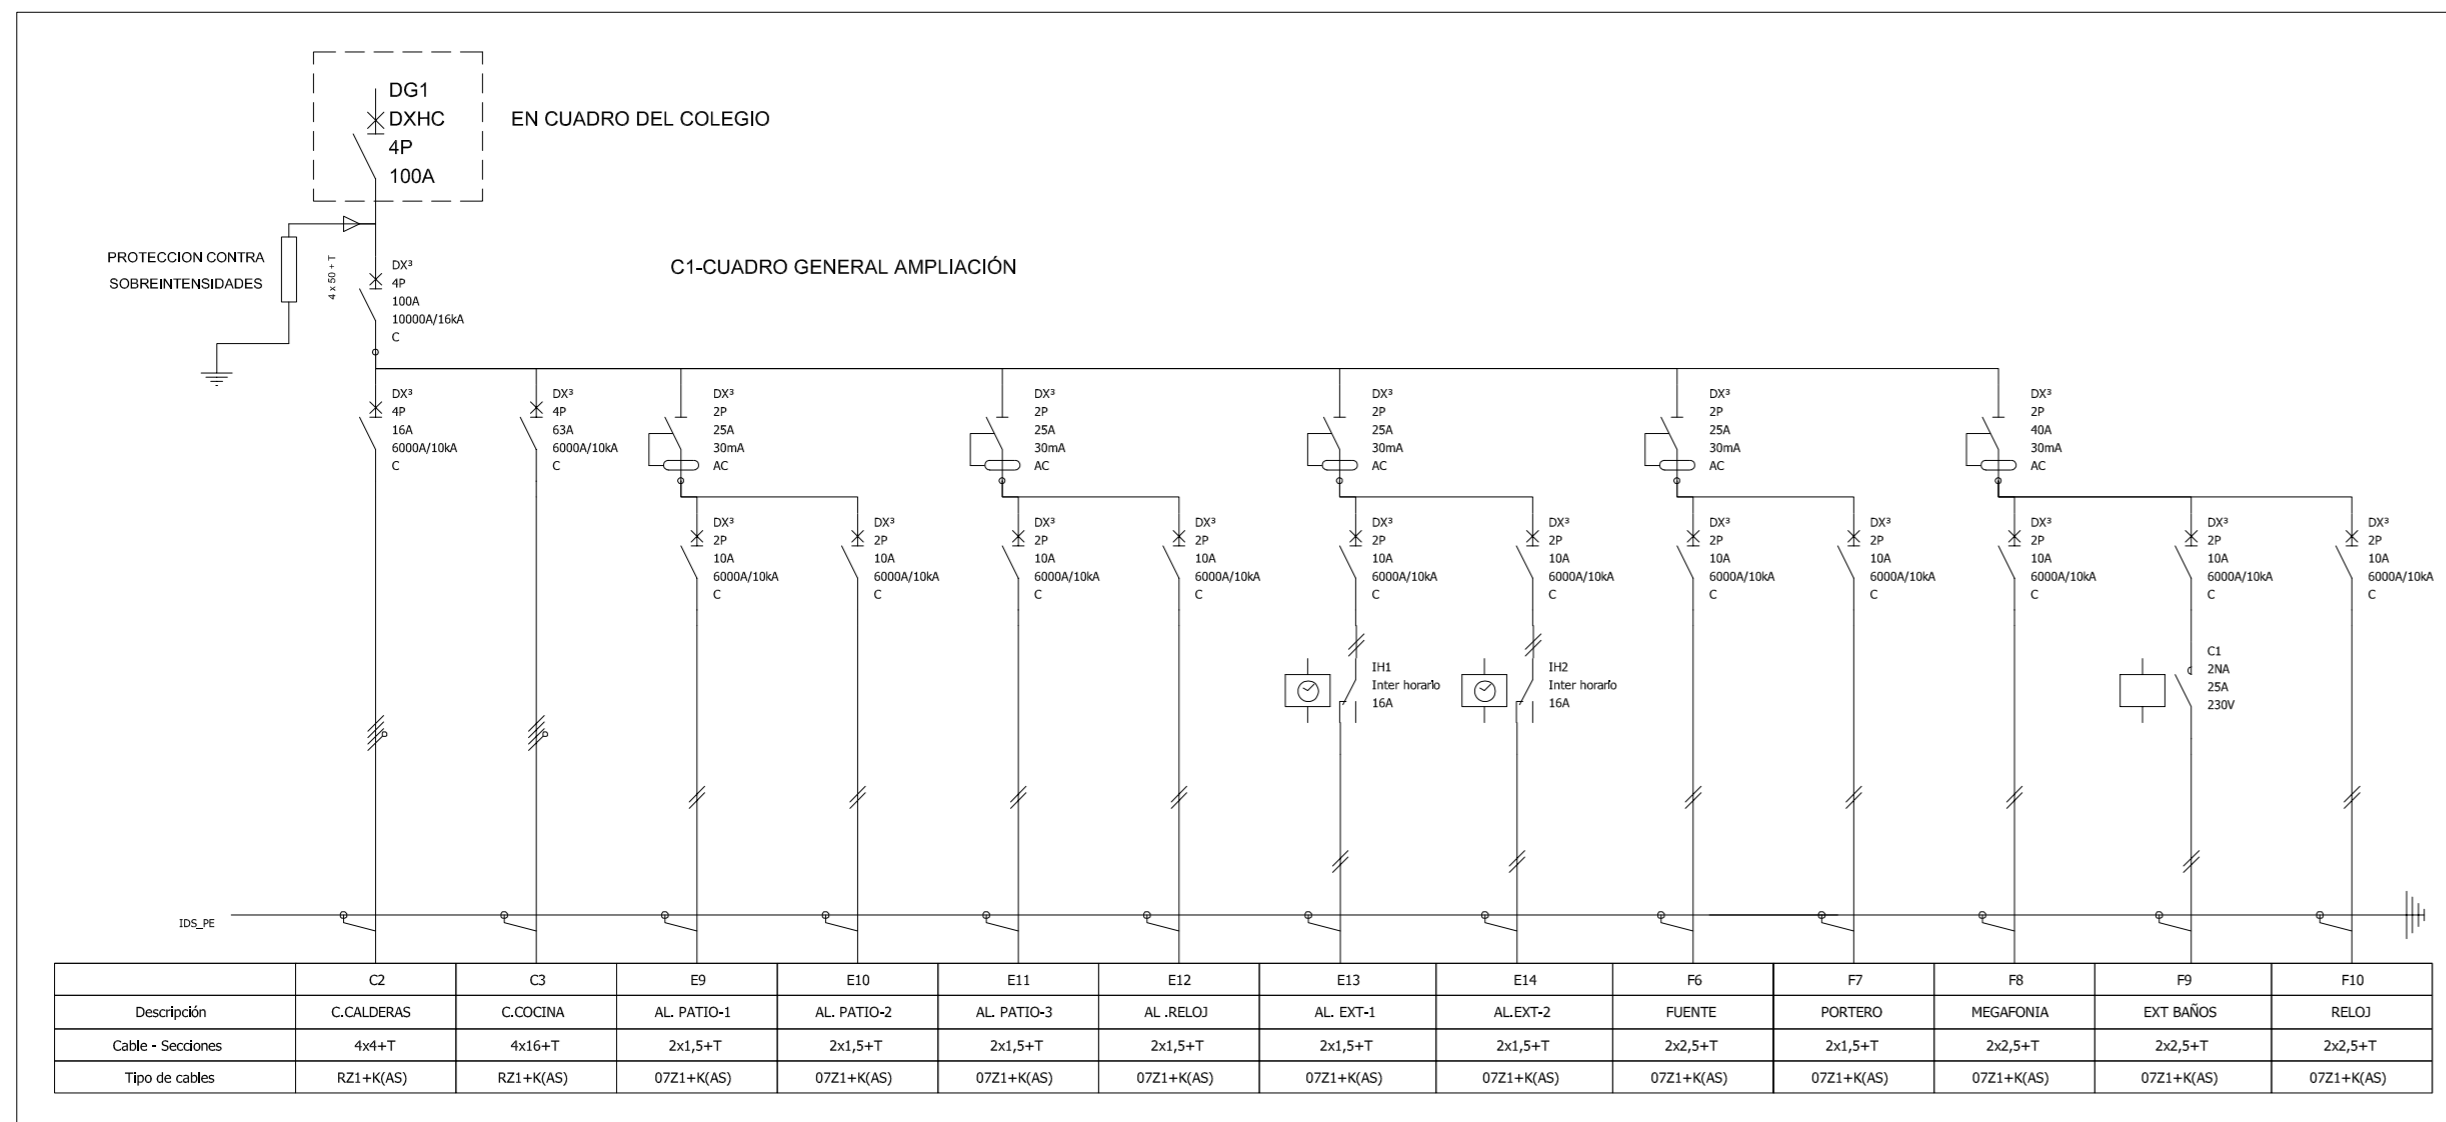 DG1
DXHC
4P
100A
EN CUADRO DEL COLEGIO
PROTECCION CONTRA
SOBREINTENSIDADES
4 x 50 + T
DX³
4P
100A
10000A/16kA
C
C1-CUADRO GENERAL AMPLIACIÓN
DX³
4P
16A
6000A/10kA
C
DX³
4P
63A
6000A/10kA
C
DX³
2P
25A
30mA
AC
DX³
2P
25A
30mA
AC
DX³
2P
25A
30mA
AC
DX³
2P
25A
30mA
AC
DX³
2P
40A
30mA
AC
DX³
2P
10A
6000A/10kA
C
DX³
2P
10A
6000A/10kA
C
DX³
2P
10A
6000A/10kA
C
DX³
2P
10A
6000A/10kA
C
DX³
2P
10A
6000A/10kA
C
DX³
2P
10A
6000A/10kA
C
DX³
2P
10A
6000A/10kA
C
DX³
2P
10A
6000A/10kA
C
DX³
2P
10A
6000A/10kA
C
DX³
2P
10A
6000A/10kA
C
DX³
2P
10A
6000A/10kA
C
IH1
Inter horario
16A
IH2
Inter horario
16A
C1
2NA
25A
230V
IDS_PE
C2 C3 E9 E10 E11 E12 E13 E14 F6 F7 F8 F9 F10
Descripción C.CALDERAS C.COCINA AL. PATIO-1 AL. PATIO-2 AL. PATIO-3 AL .RELOJ AL. EXT-1 AL.EXT-2 FUENTE PORTERO MEGAFONIA EXT BAÑOS RELOJ
Cable - Secciones 4x4+T 4x16+T 2x1,5+T 2x1,5+T 2x1,5+T 2x1,5+T 2x1,5+T 2x1,5+T 2x2,5+T 2x1,5+T 2x2,5+T 2x2,5+T 2x2,5+T
Tipo de cables RZ1+K(AS) RZ1+K(AS) 07Z1+K(AS) 07Z1+K(AS) 07Z1+K(AS) 07Z1+K(AS) 07Z1+K(AS) 07Z1+K(AS) 07Z1+K(AS) 07Z1+K(AS) 07Z1+K(AS) 07Z1+K(AS) 07Z1+K(AS)